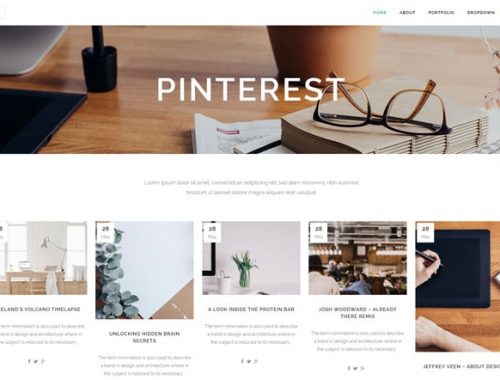 HOME
ABOUT
PORTFOLIO
DROPDOWN
PINTEREST
Lorem ipsum dolor sit amet, consectetuer adipiscing elit, sed diam nonummy nibh euismod
tincidunt ut laoreet dolore magna aliquam erat volutpat.
28
May
28
May
28
May
28
May
28
May
ELAND'S VOLCANO TIMELAPSE
The term minimalism is also used to describe
a trend in design and architecture where in
the subject is reduced to its necessary.
UNLOCKING HIDDEN BRAIN
SECRETS
The term minimalism is also used to describe
a trend in design and architecture where in
the subject is reduced to its necessary.
A LOOK INSIDE THE PROTEIN BAR
The term minimalism is also used to describe
a trend in design and architecture where in
the subject is reduced to its necessary.
JOSH WOODWARD – ALREADY
THERE REMIX
The term minimalism is also used to describe
a trend in design and architecture where in
the subject is reduced to its necessary.
JEFFREY VEEN – ABOUT DESI